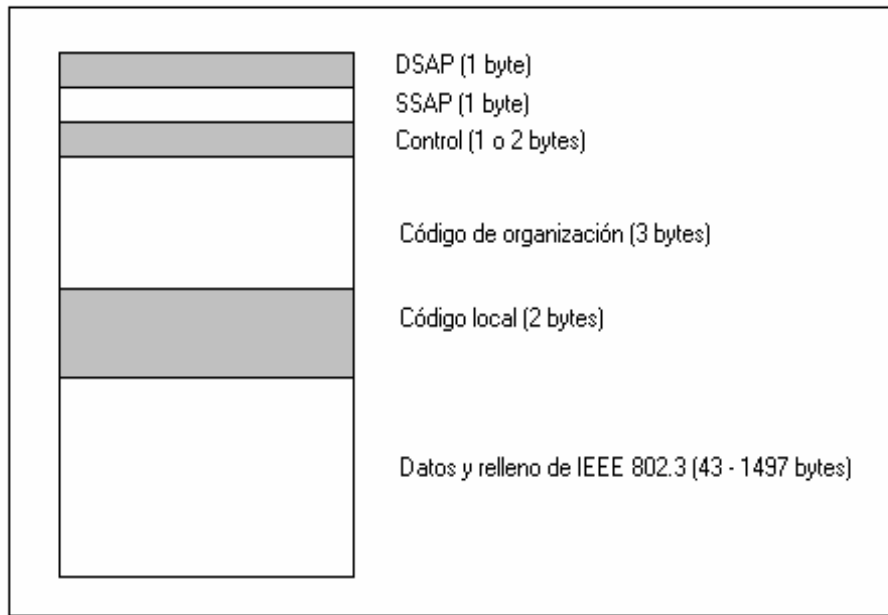 DSAP (1 byte)
SSAP (1 byte)
Control (1 o 2 bytes)
Código de organización (3 bytes)
Código local (2 bytes)
Datos y relleno de IEEE 802.3 (43 - 1497 bytes)